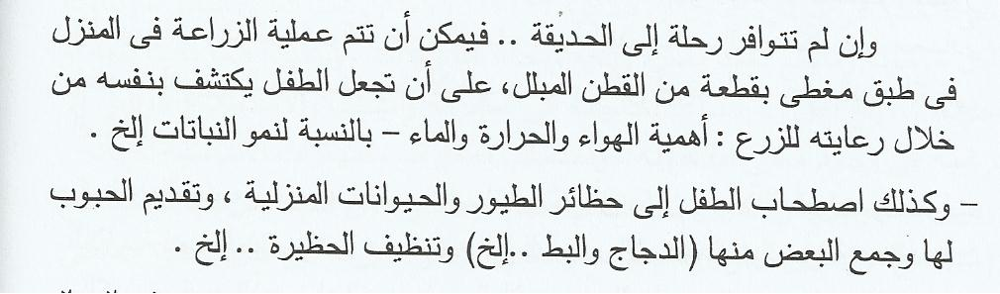 وإن لم تتوافر رحلة إلى الحديقة .. فيمكن أن تتم عملية الزراعة فى المنزل
فى طبق مغطى بقطعة من القطن المبلل، على أن تجعل الطفل يكتشف بنفسه من
خلال رعايته للزرع : أهمية الهواء والحرارة والماء – بالنسبة لنمو النباتات إلخ .
– وكذلك اصطحاب الطفل إلى حظائر الطيور والحيوانات المنزلية ، وتقديم الحبوب
لها وجمع البعض منها (الدجاج والبط ..إلخ) وتنظيف الحظيرة .. إلخ .